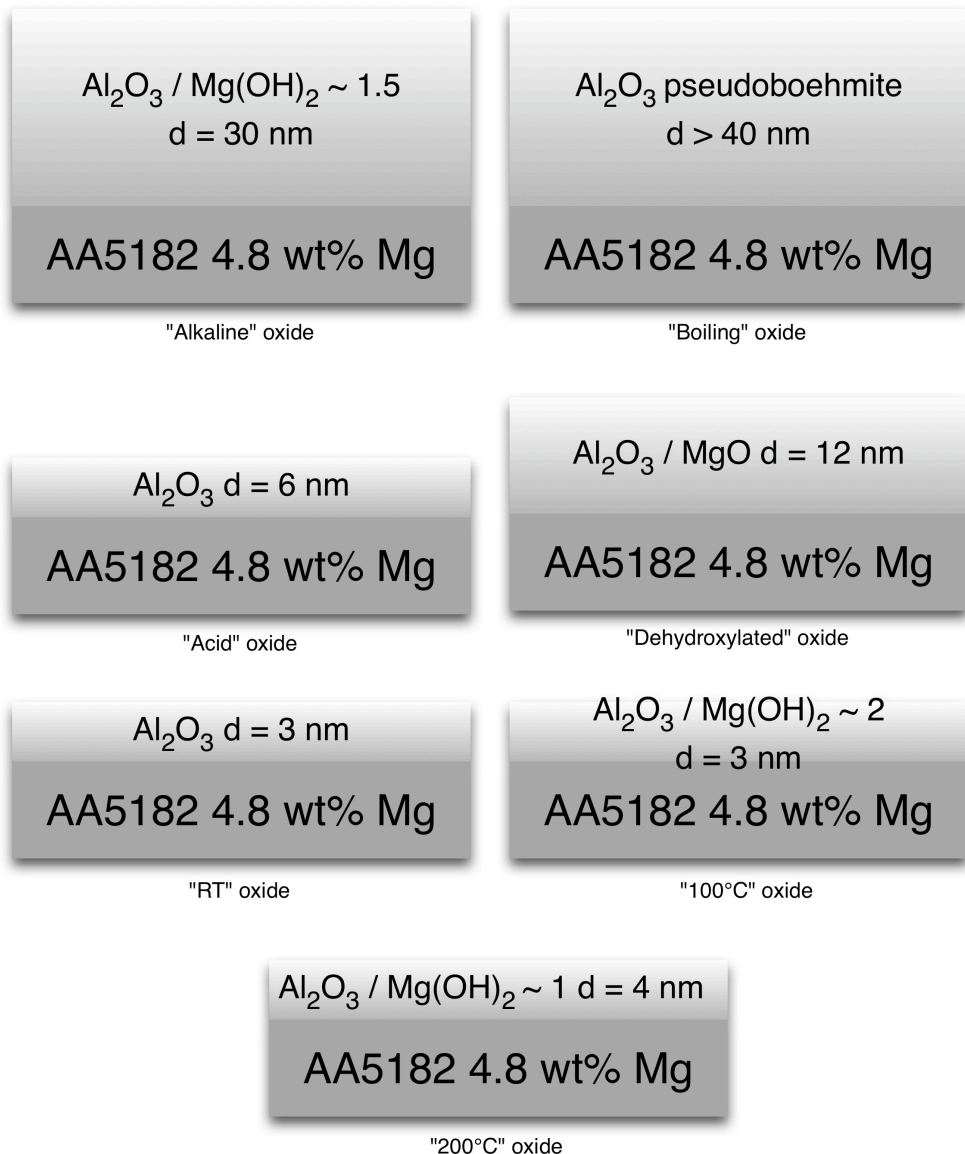 Al₂O₃ / Mg(OH)₂ ~ 1.5
d = 30 nm
AA5182 4.8 wt% Mg
"Alkaline" oxide
Al₂O₃ pseudoboehmite
d > 40 nm
AA5182 4.8 wt% Mg
"Boiling" oxide
Al₂O₃ d = 6 nm
AA5182 4.8 wt% Mg
"Acid" oxide
Al₂O₃ / MgO d = 12 nm
AA5182 4.8 wt% Mg
"Dehydroxylated" oxide
Al₂O₃ d = 3 nm
AA5182 4.8 wt% Mg
"RT" oxide
Al₂O₃ / Mg(OH)₂ ~ 2
d = 3 nm
AA5182 4.8 wt% Mg
"100°C" oxide
Al₂O₃ / Mg(OH)₂ ~ 1 d = 4 nm
AA5182 4.8 wt% Mg
"200°C" oxide